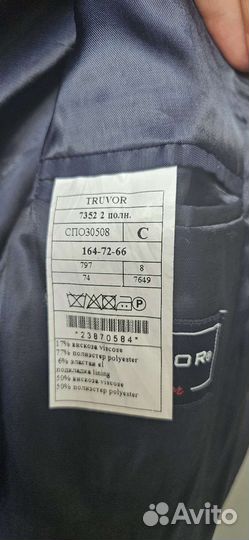 TRUVOR
7352 2 полн.
СПО30508 С
164-72-66
797 8
74 7649
P
*23870584*
17% вискоза viscose
77% полиэстер polyester
6% эластан el
подкладка lining
50% вискоза viscose
50% полиэстер polyester
OR®
Avito